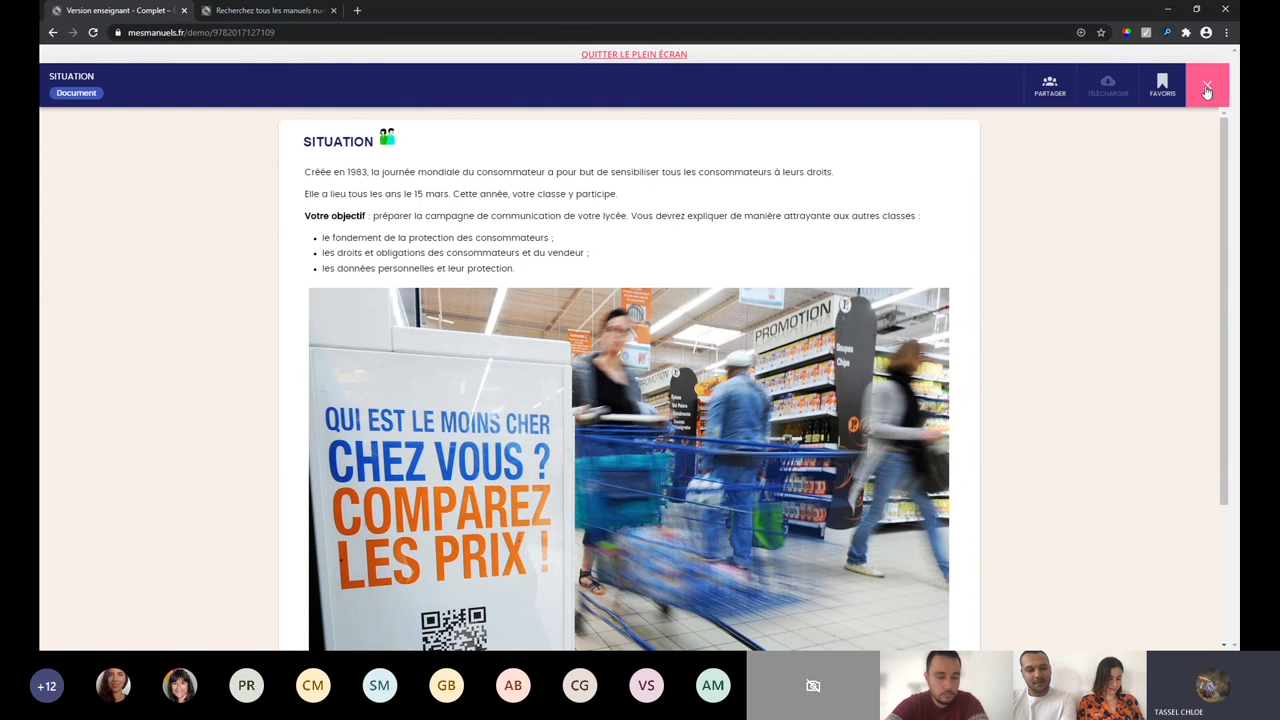 Version enseignant - Complet –
Recherchez tous les manuels nu
mesmanuels.fr/demo/9782017127109
QUITTER LE PLEIN ÉCRAN
SITUATION
Document
PARTAGER
TÉLÉCHARGER
FAVORIS
SITUATION
Créée en 1983, la journée mondiale du consommateur a pour but de sensibiliser tous les consommateurs à leurs droits.
Elle a lieu tous les ans le 15 mars. Cette année, votre classe y participe.
Votre objectif : préparer la campagne de communication de votre lycée. Vous devrez expliquer de manière attrayante aux autres classes :
• le fondement de la protection des consommateurs ;
• les droits et obligations des consommateurs et du vendeur ;
• les données personnelles et leur protection.
PROMOTION
PROMOTION
Soupes
Chips
QUI EST LE MOINS CHER
CHEZ VOUS ?
COMPAREZ
LES PRIX !
+12
PR
CM
SM
GB
AB
CG
VS
AM
TASSEL CHLOE